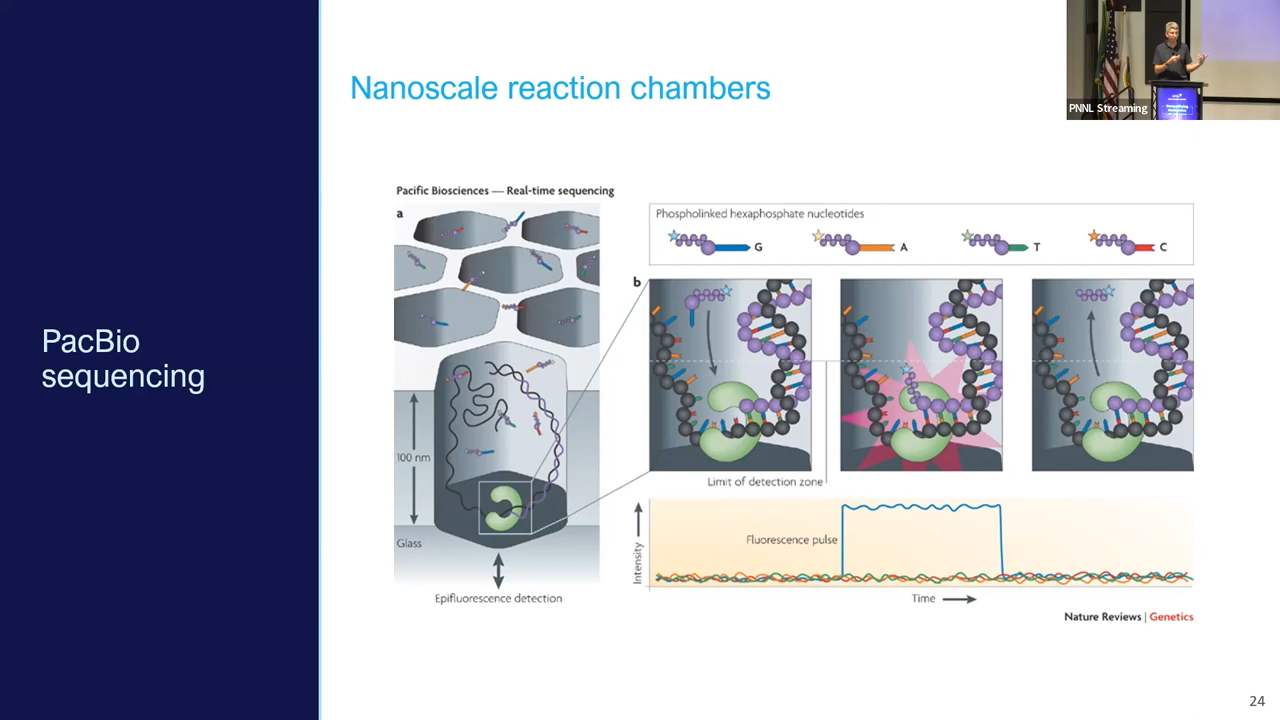 Nanoscale reaction chambers
PNNL Streaming
PacBio
sequencing
Pacific Biosciences — Real-time sequencing
a
100 nm
Glass
Epifluorescence detection
Phospholinked hexaphosphate nucleotides
G
A
T
C
b
Limit of detection zone
Fluorescence pulse
Intensity
Time
Nature Reviews | Genetics
24